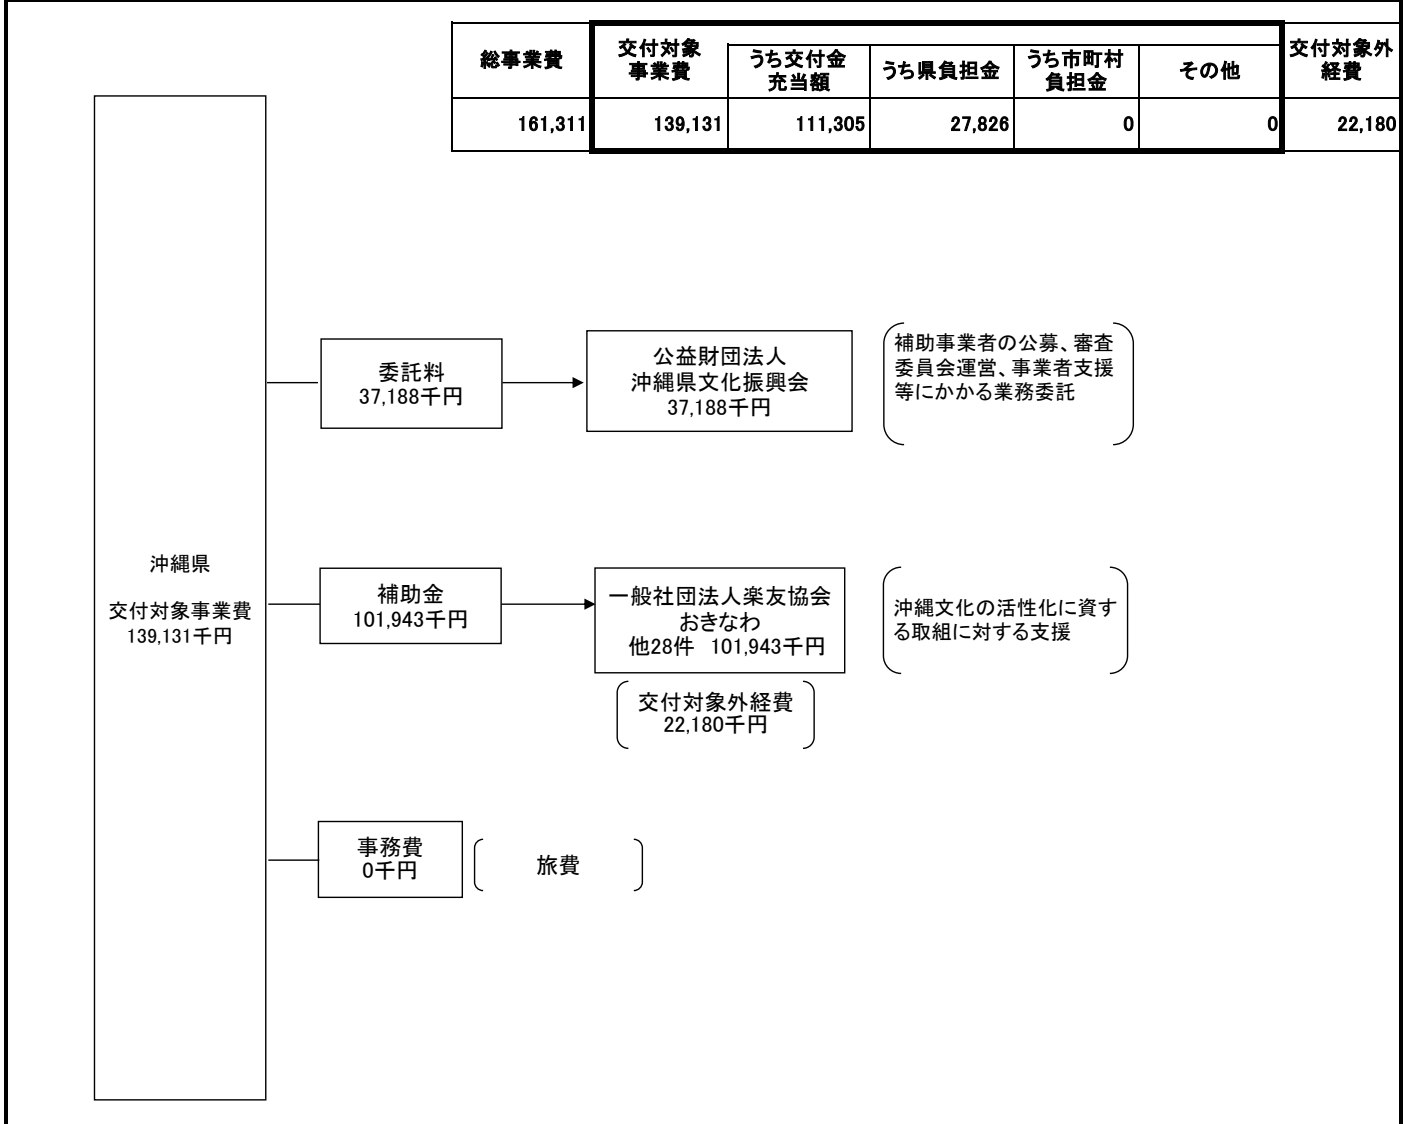 総事業費
交付対象
事業費
うち交付金
充当額
うち県負担金
うち市町村
負担金
その他
交付対象外
経費
161,311
139,131
111,305
27,826
0
0
22,180
沖縄県
交付対象事業費
139,131千円
委託料
37,188千円
公益財団法人
沖縄県文化振興会
37,188千円
補助事業者の公募、審査
委員会運営、事業者支援
等にかかる業務委託
補助金
101,943千円
一般社団法人楽友協会
おきなわ
他28件 101,943千円
沖縄文化の活性化に資す
る取組に対する支援
交付対象外経費
22,180千円
事務費
0千円
旅費